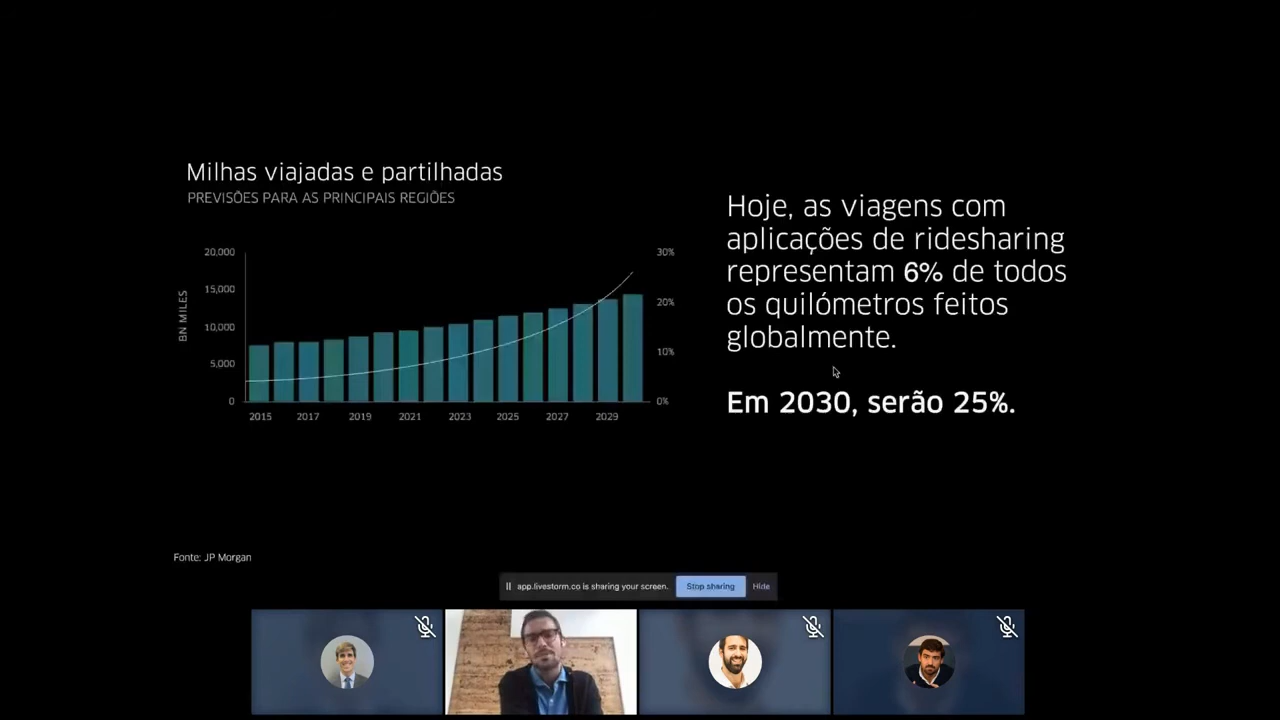 Milhas viajadas e partilhadas
PREVISÕES PARA AS PRINCIPAIS REGIÕES
20,000
15,000
10,000
5,000
0
BN MILES
30%
20%
10%
0%
2015 2017 2019 2021 2023 2025 2027 2029
Hoje, as viagens com
aplicações de ridesharing
representam 6% de todos
os quilómetros feitos
globalmente.
Em 2030, serão 25%.
Fonte: JP Morgan
app.livestorm.co is sharing your screen. Stop sharing Hide